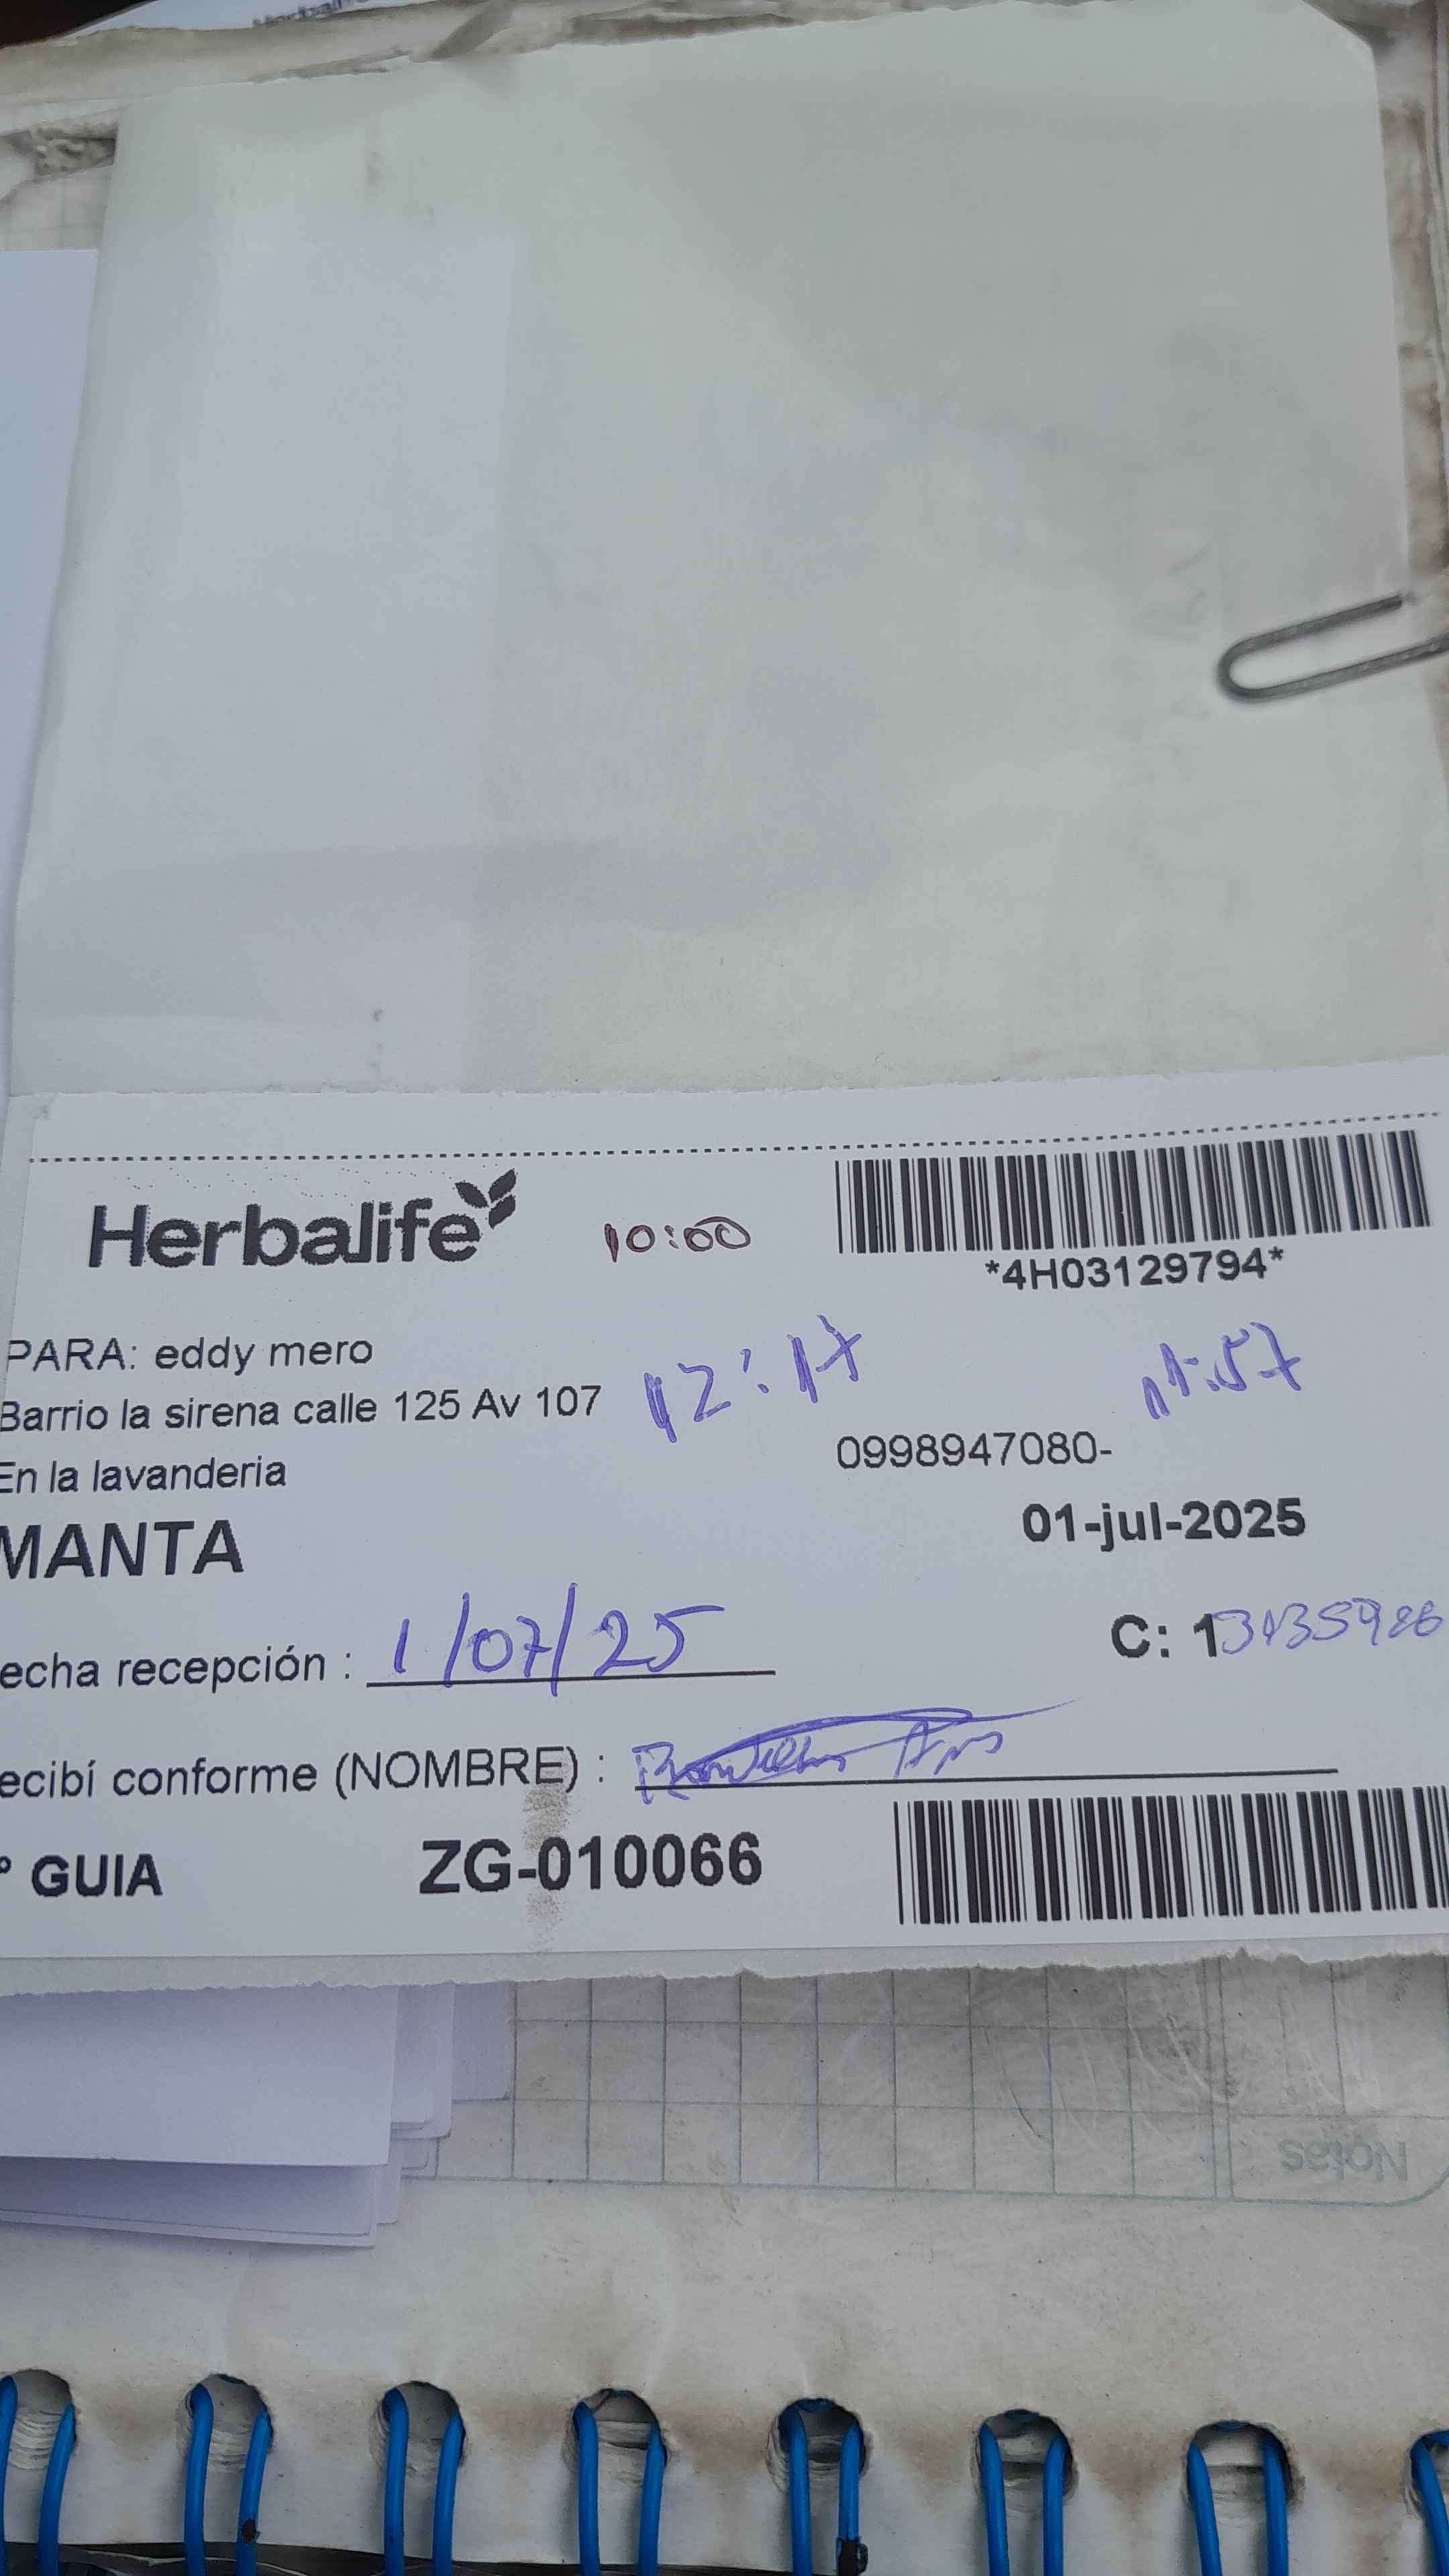 Herbalife 10:00
*4H03129794*
PARA: eddy mero
Barrio la sirena calle 125 Av 107 12:17 11:57
0998947080-
En la lavanderia
01-jul-2025
MANTA
echa recepción : 1/07/25
C: 1
ecibí conforme (NOMBRE) :
° GUIA ZG-010066
Notas